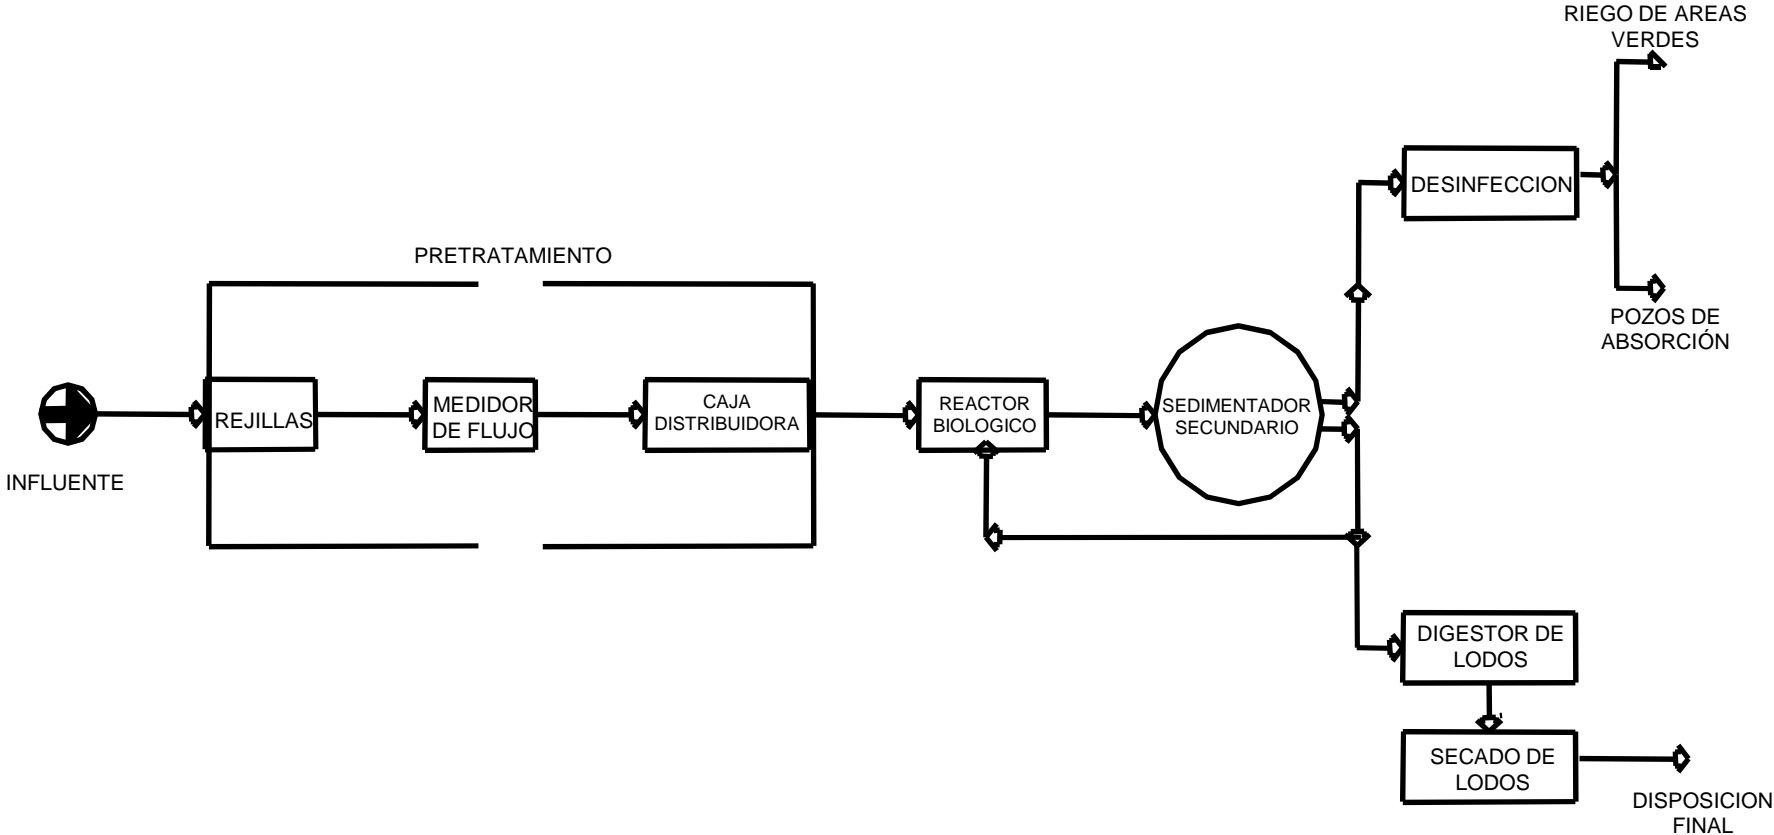 RIEGO DE AREAS
VERDES
DESINFECCION
PRETRATAMIENTO
POZOS DE
ABSORCIÓN
REJILLAS
MEDIDOR
DE FLUJO
CAJA
DISTRIBUIDORA
REACTOR
BIOLOGICO
SEDIMENTADOR
SECUNDARIO
INFLUENTE
DIGESTOR DE
LODOS
SECADO DE
LODOS
DISPOSICION
FINAL